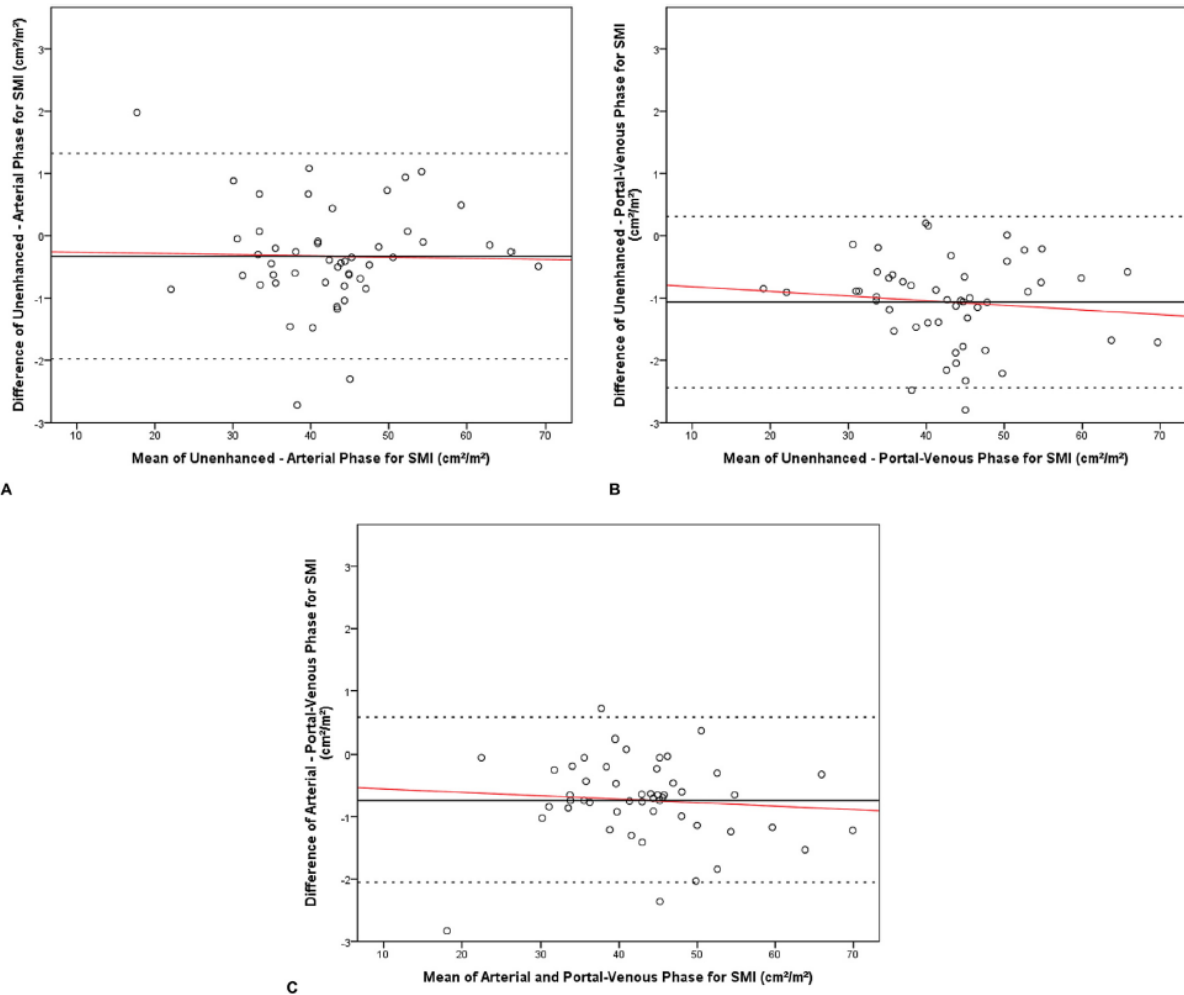 Difference of Unenhanced - Arterial Phase for SMI (cm²/m²)
3
2
1
0
-1
-2
-3
10 20 30 40 50 60 70
Mean of Unenhanced - Arterial Phase for SMI (cm²/m²)
A
Difference of Unenhanced - Portal-Venous Phase for SMI
(cm²/m²)
3
2
1
0
-1
-2
-3
10 20 30 40 50 60 70
Mean of Unenhanced - Portal-Venous Phase for SMI (cm²/m²)
B
Difference of Arterial - Portal-Venous Phase for SMI
(cm²/m²)
3
2
1
0
-1
-2
-3
10 20 30 40 50 60 70
Mean of Arterial and Portal-Venous Phase for SMI (cm²/m²)
C